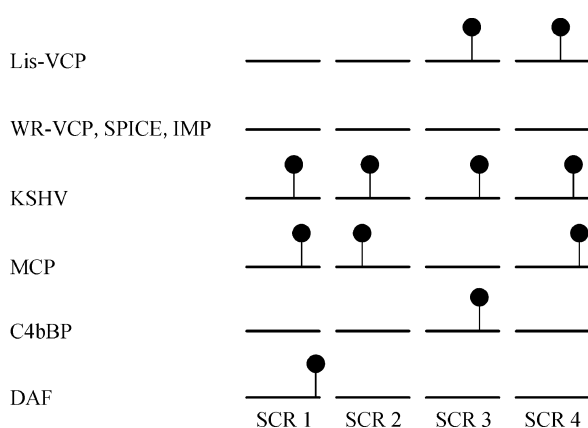 Lis-VCP
WR-VCP, SPICE, IMP
KSHV
MCP
C4bBP
DAF
SCR 1 SCR 2 SCR 3 SCR 4